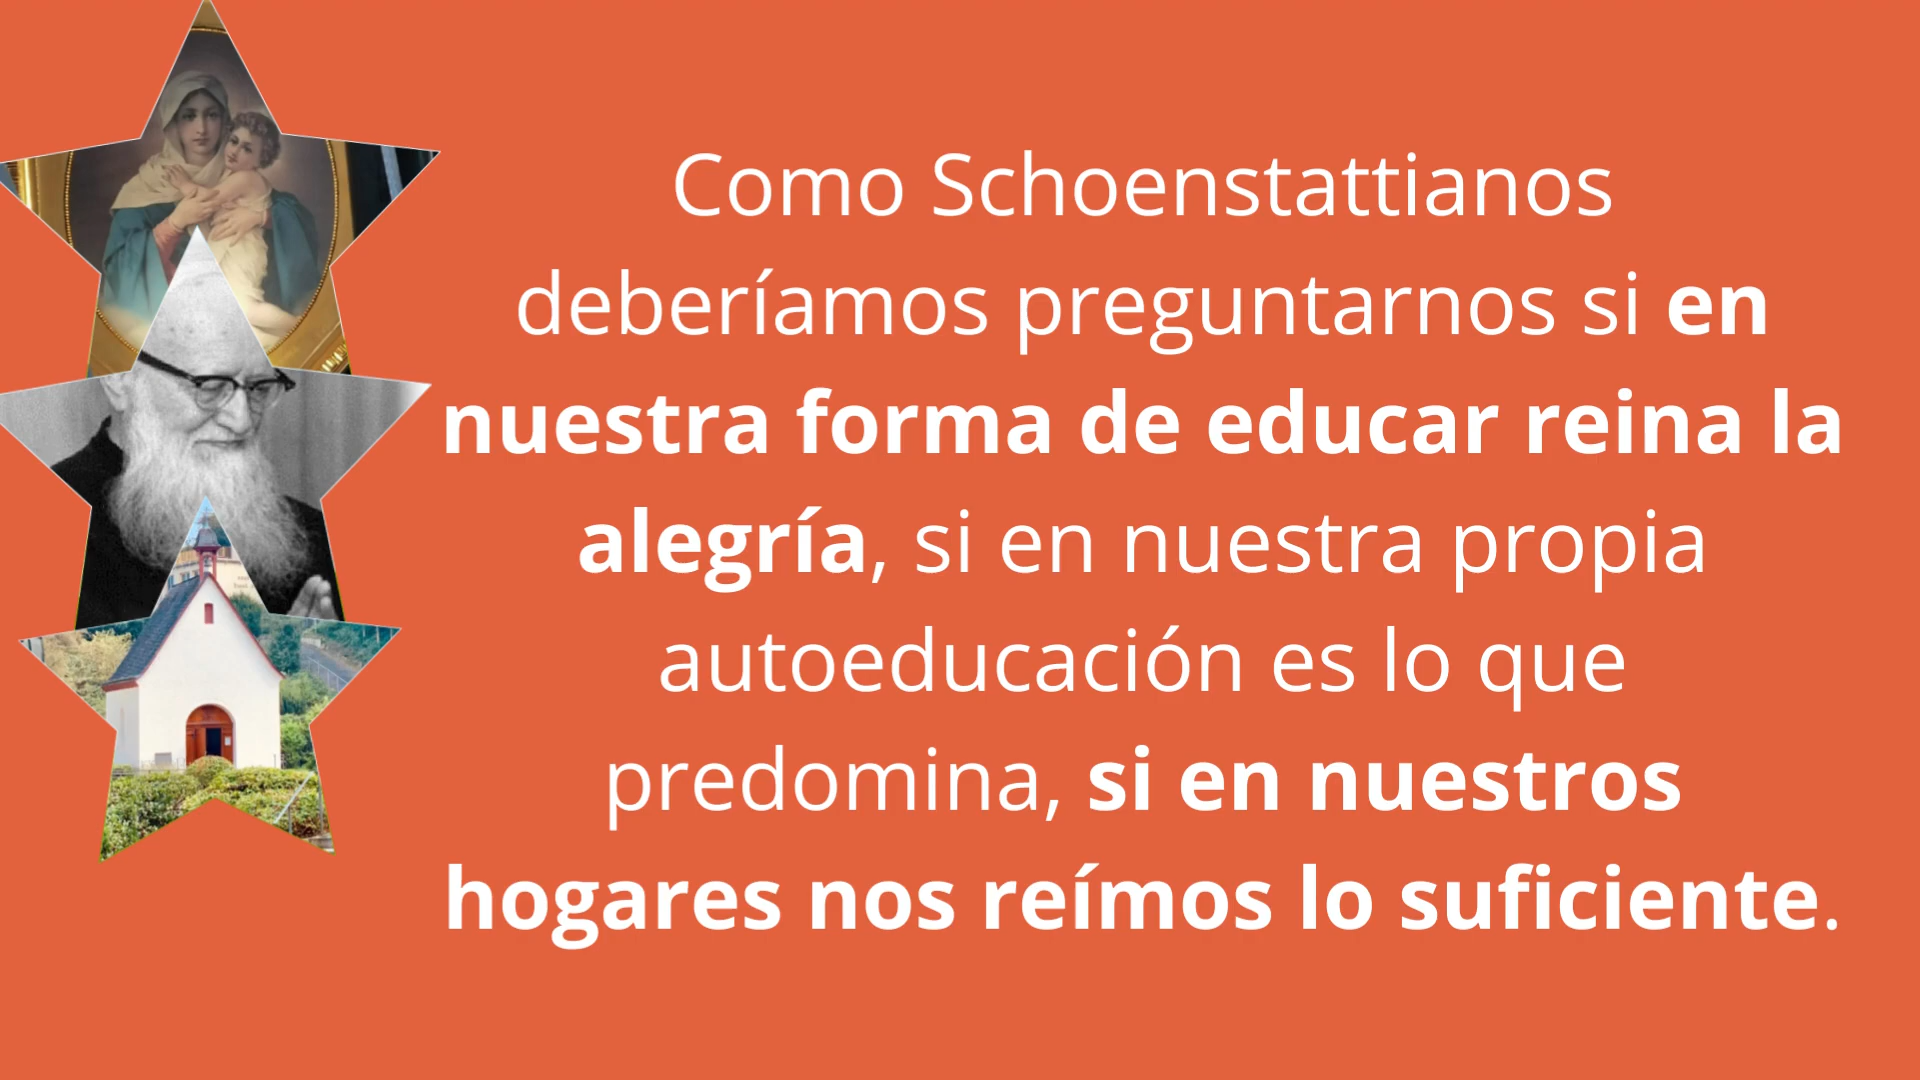 Como Schoenstattianos
deberíamos preguntarnos si en
nuestra forma de educar reina la
alegría, si en nuestra propia
autoeducación es lo que
predomina, si en nuestros
hogares nos reímos lo suficiente.